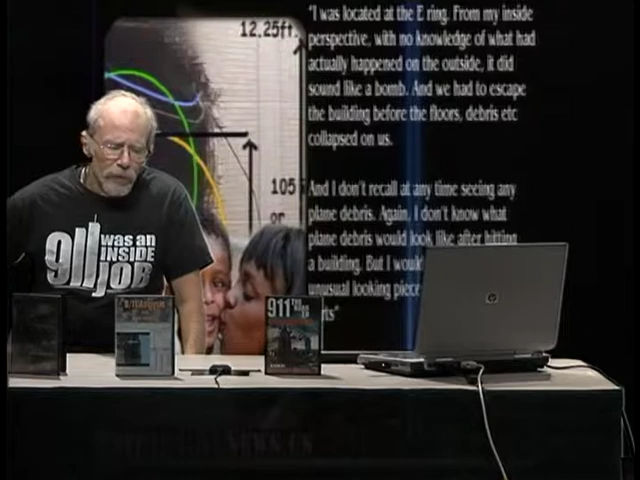 12.25ft.
105
or
"I was located at the E ring. From my inside
perspective, with no knowledge of what had
actually happened on the outside, it did
sound like a bomb. And we had to escape
the building before the floors, debris etc
collapsed on us.
And I don't recall at any time seeing any
plane debris. Again, I don't know what
plane debris would look like after hitting
a building. But I would
unusual looking piece
911 WAS AN
INSIDE
JOB
911
hp